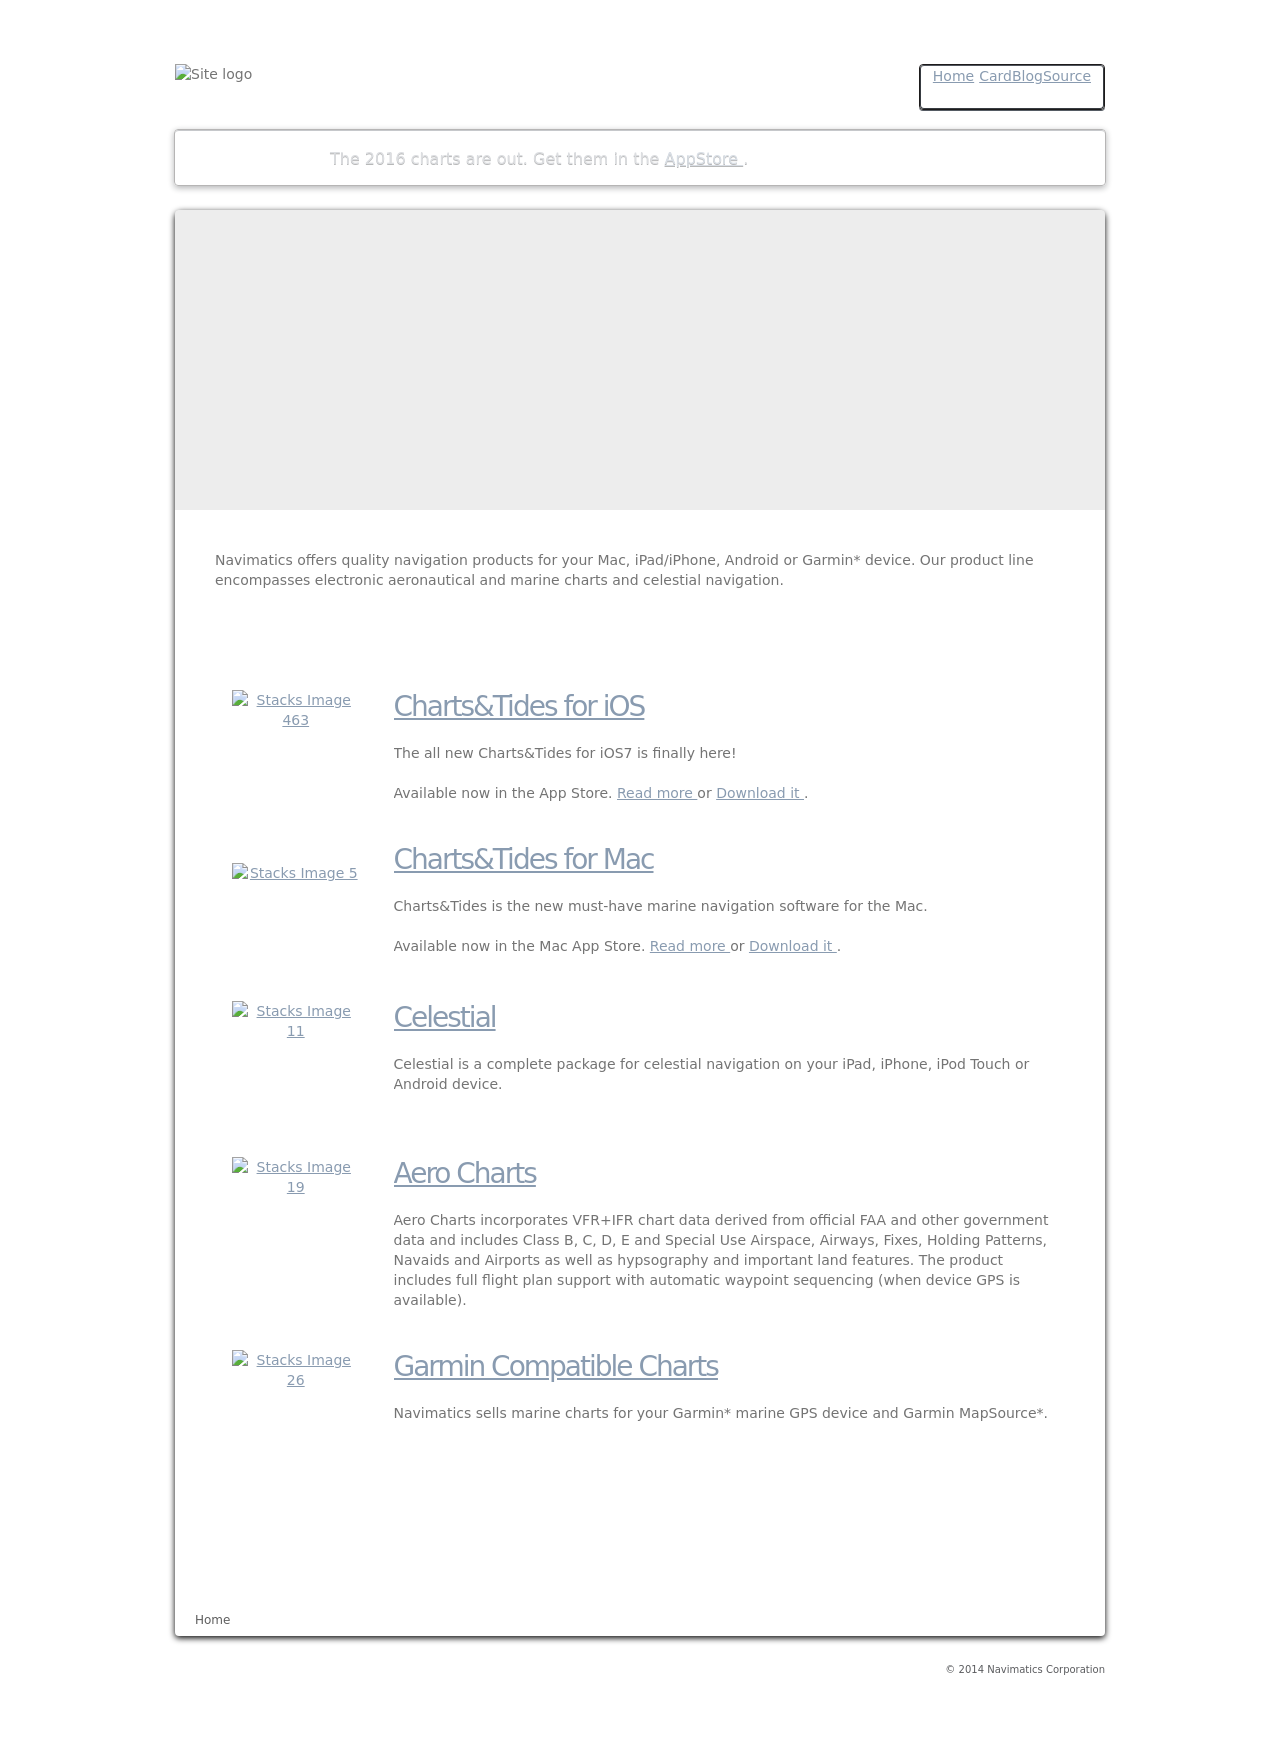 Site logo
Home CardBlogSource
The 2016 charts are out. Get them in the AppStore .
Navimatics offers quality navigation products for your Mac, iPad/iPhone, Android or Garmin* device. Our product line
encompasses electronic aeronautical and marine charts and celestial navigation.
Stacks Image
463
Charts&Tides for iOS
The all new Charts&Tides for iOS7 is finally here!
Available now in the App Store. Read more or Download it .
Stacks Image 5
Charts&Tides for Mac
Charts&Tides is the new must-have marine navigation software for the Mac.
Available now in the Mac App Store. Read more or Download it .
Stacks Image
11
Celestial
Celestial is a complete package for celestial navigation on your iPad, iPhone, iPod Touch or
Android device.
Stacks Image
19
Aero Charts
Aero Charts incorporates VFR+IFR chart data derived from official FAA and other government
data and includes Class B, C, D, E and Special Use Airspace, Airways, Fixes, Holding Patterns,
Navaids and Airports as well as hypsography and important land features. The product
includes full flight plan support with automatic waypoint sequencing (when device GPS is
available).
Stacks Image
26
Garmin Compatible Charts
Navimatics sells marine charts for your Garmin* marine GPS device and Garmin MapSource*.
Home
© 2014 Navimatics Corporation